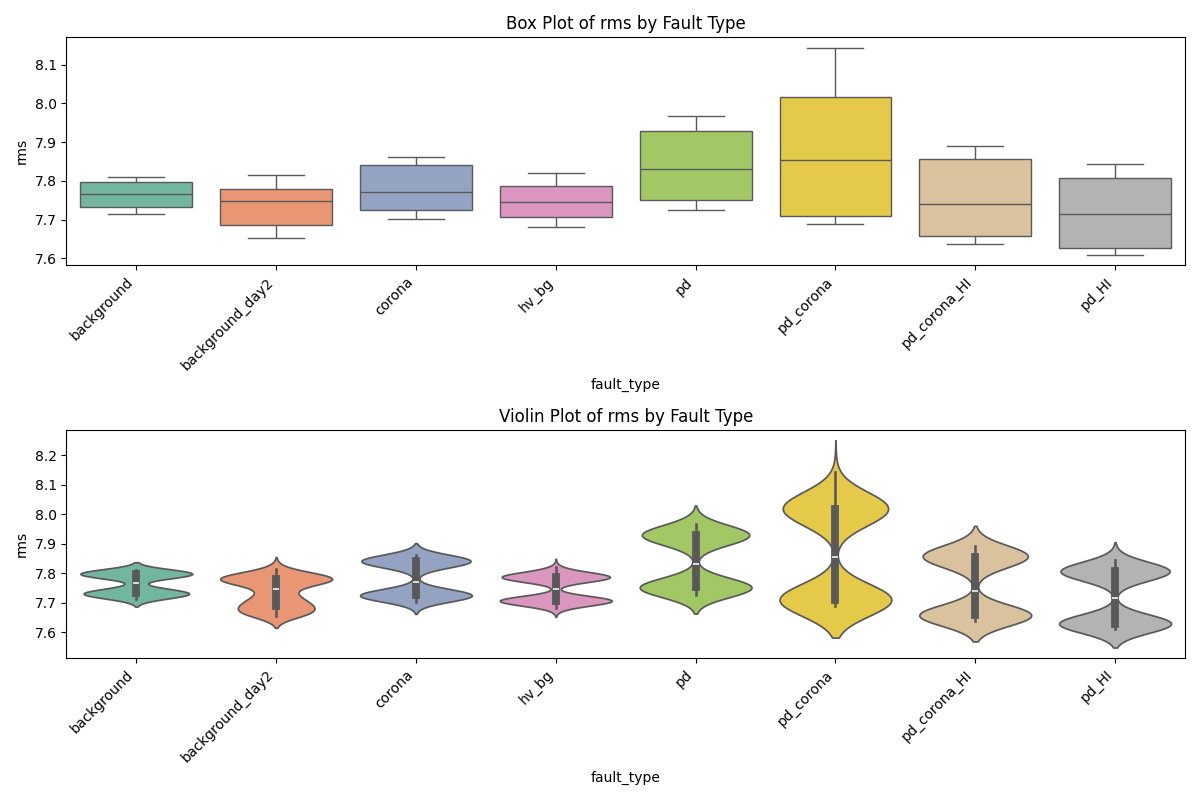 Box Plot of rms by Fault Type
rms
8.1
8.0
7.9
7.8
7.7
7.6
background
background_day2
corona
hv_bg
pd
pd_corona
pd_corona_HI
pd_HI
fault_type
Violin Plot of rms by Fault Type
rms
8.2
8.1
8.0
7.9
7.8
7.7
7.6
background
background_day2
corona
hv_bg
pd
pd_corona
pd_corona_HI
pd_HI
fault_type